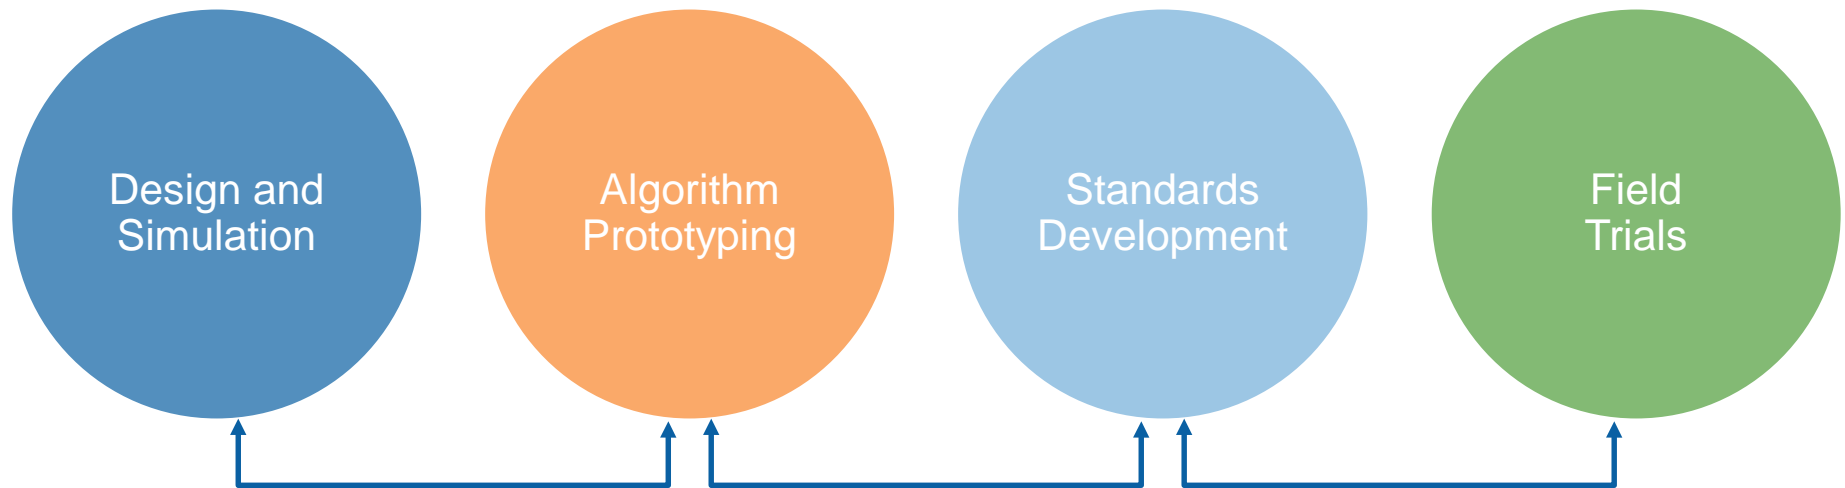 Design and
Simulation
Algorithm
Prototyping
Standards
Development
Field
Trials